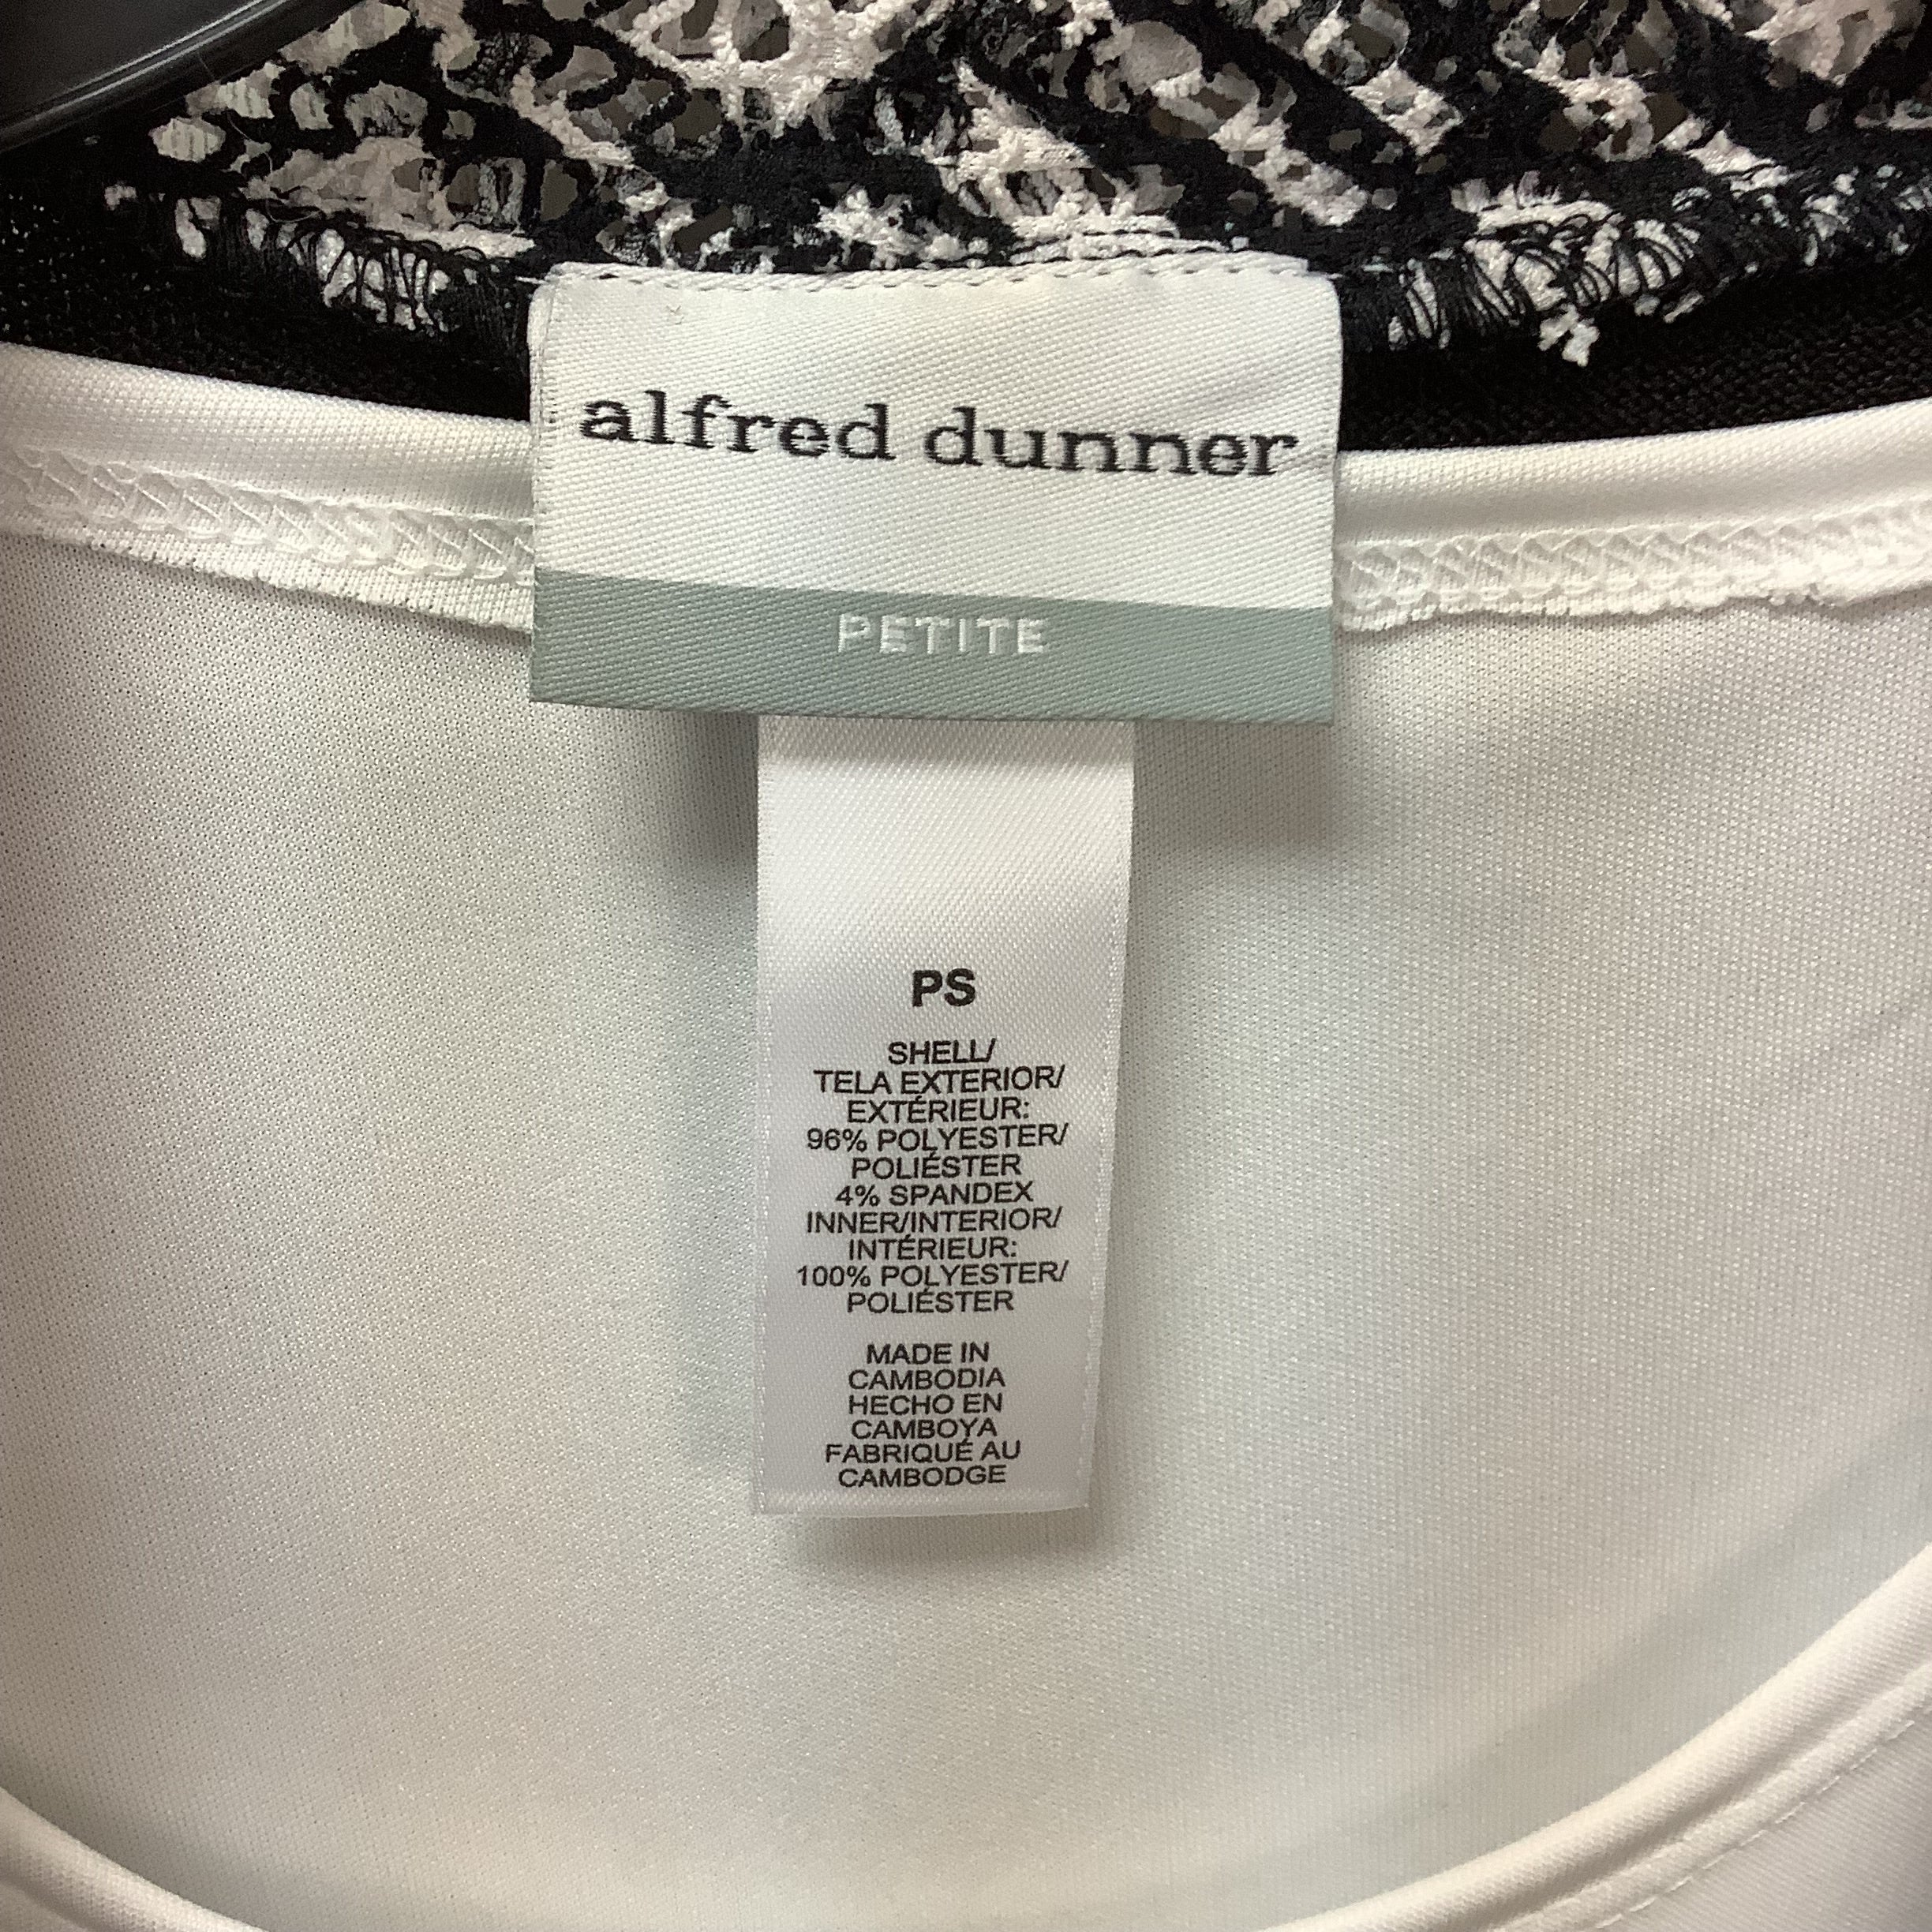 alfred dunner
PETITE
PS
SHELL/
TELA EXTERIOR/
EXTÉRIEUR:
96% POLYESTER/
POLIÉSTER
4% SPANDEX
INNER/INTERIOR/
INTÉRIEUR:
100% POLYESTER/
POLIÉSTER
MADE IN
CAMBODIA
HECHO EN
CAMBOYA
FABRIQUÉ AU
CAMBODGE